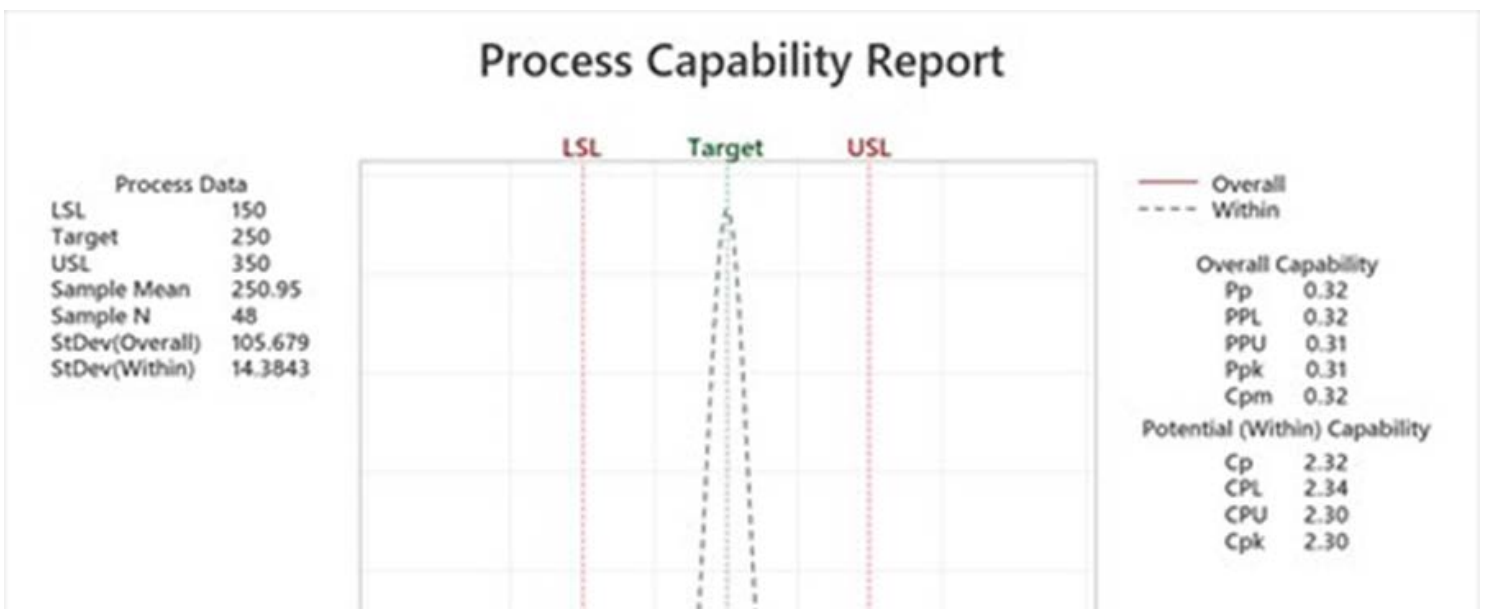 Process Capability Report
LSL Target USL
Process Data
LSL 150
Target 250
USL 350
Sample Mean 250.95
Sample N 48
StDev(Overall) 105.679
StDev(Within) 14.3843
Overall
Within
Overall Capability
Pp 0.32
PPL 0.32
PPU 0.31
Ppk 0.31
Cpm 0.32
Potential (Within) Capability
Cp 2.32
CPL 2.34
CPU 2.30
Cpk 2.30